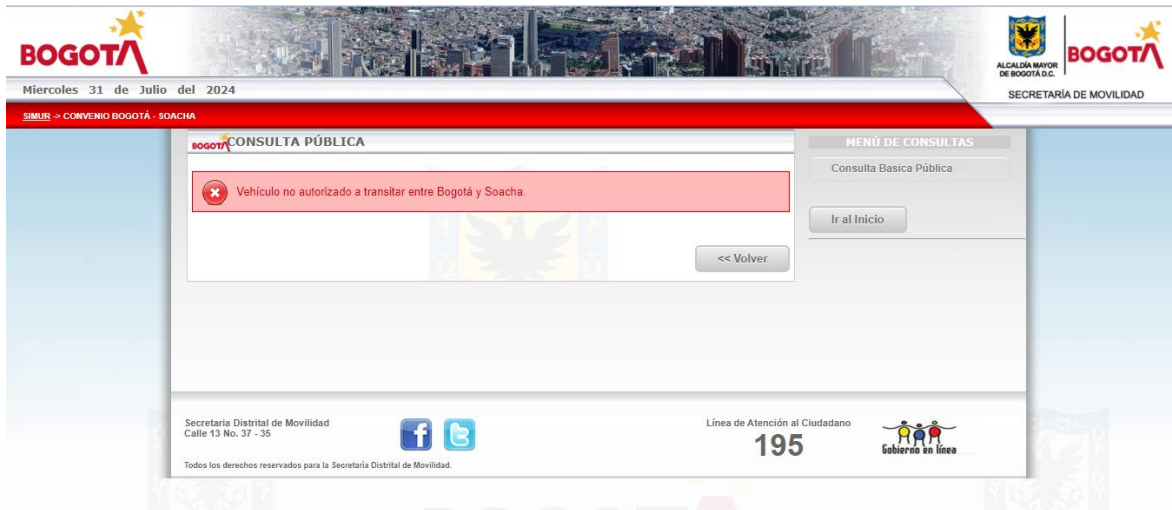 BOGOTÁ
ALCALDÍA MAYOR
DE BOGOTÁ D.C.
BOGOTÁ
Miercoles 31 de Julio del 2024
SECRETARÍA DE MOVILIDAD
SIMUR -> CONVENIO BOGOTÁ - SOACHA
BOGOTÁ CONSULTA PÚBLICA
MENÚ DE CONSULTAS
Consulta Basica Pública
Vehículo no autorizado a transitar entre Bogotá y Soacha.
Ir al Inicio
<< Volver
Secretaria Distrital de Movilidad
Calle 13 No. 37 - 35
Línea de Atención al Ciudadano
195
Gobierno en línea
Todos los derechos reservados para la Secretaría Distrital de Movilidad.